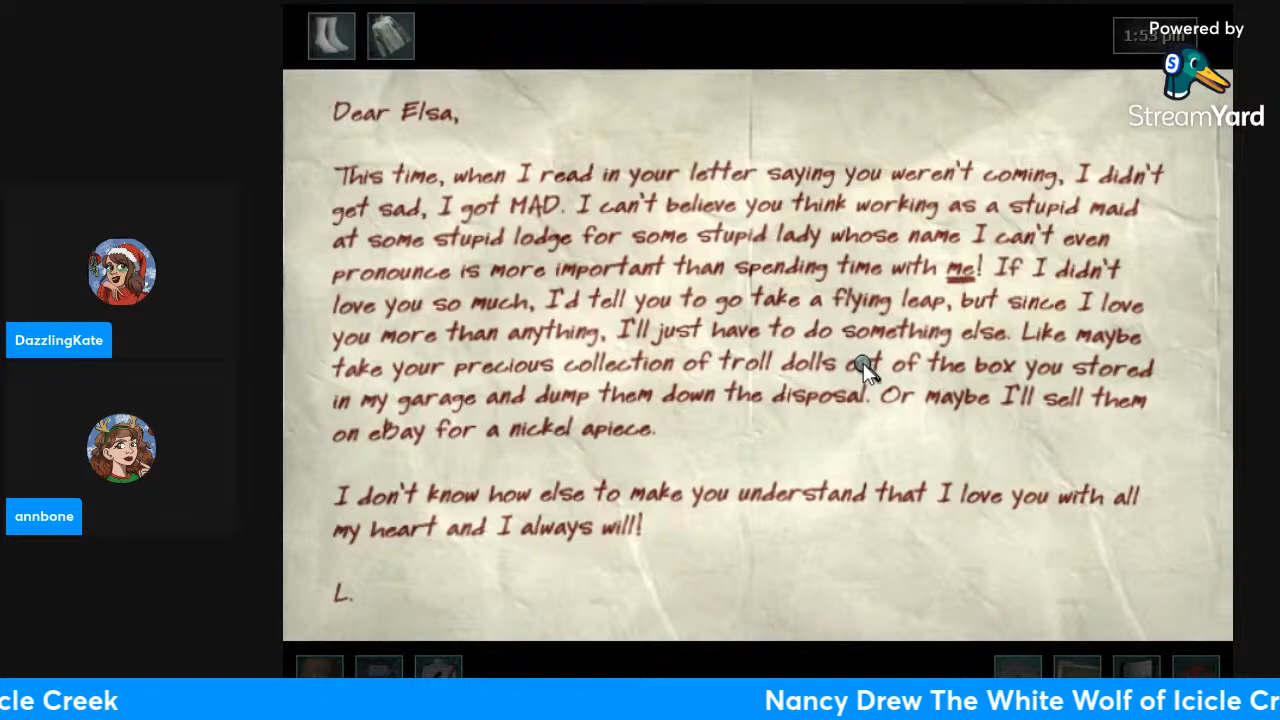 1:53 pm
Powered by
StreamYard
Dear Elsa,
This time, when I read in your letter saying you weren't coming, I didn't
get sad, I got MAD. I can't believe you think working as a stupid maid
at some stupid lodge for some stupid lady whose name I can't even
pronounce is more important than spending time with me! If I didn't
love you so much, I'd tell you to go take a flying leap, but since I love
you more than anything, I'll just have to do something else. Like maybe
take your precious collection of troll dolls out of the box you stored
in my garage and dump them down the disposal. Or maybe I'll sell them
on eBay for a nickel apiece.
I don't know how else to make you understand that I love you with all
my heart and I always will!
L.
DazzlingKate
annbone
cle Creek
Nancy Drew The White Wolf of Icicle Cr